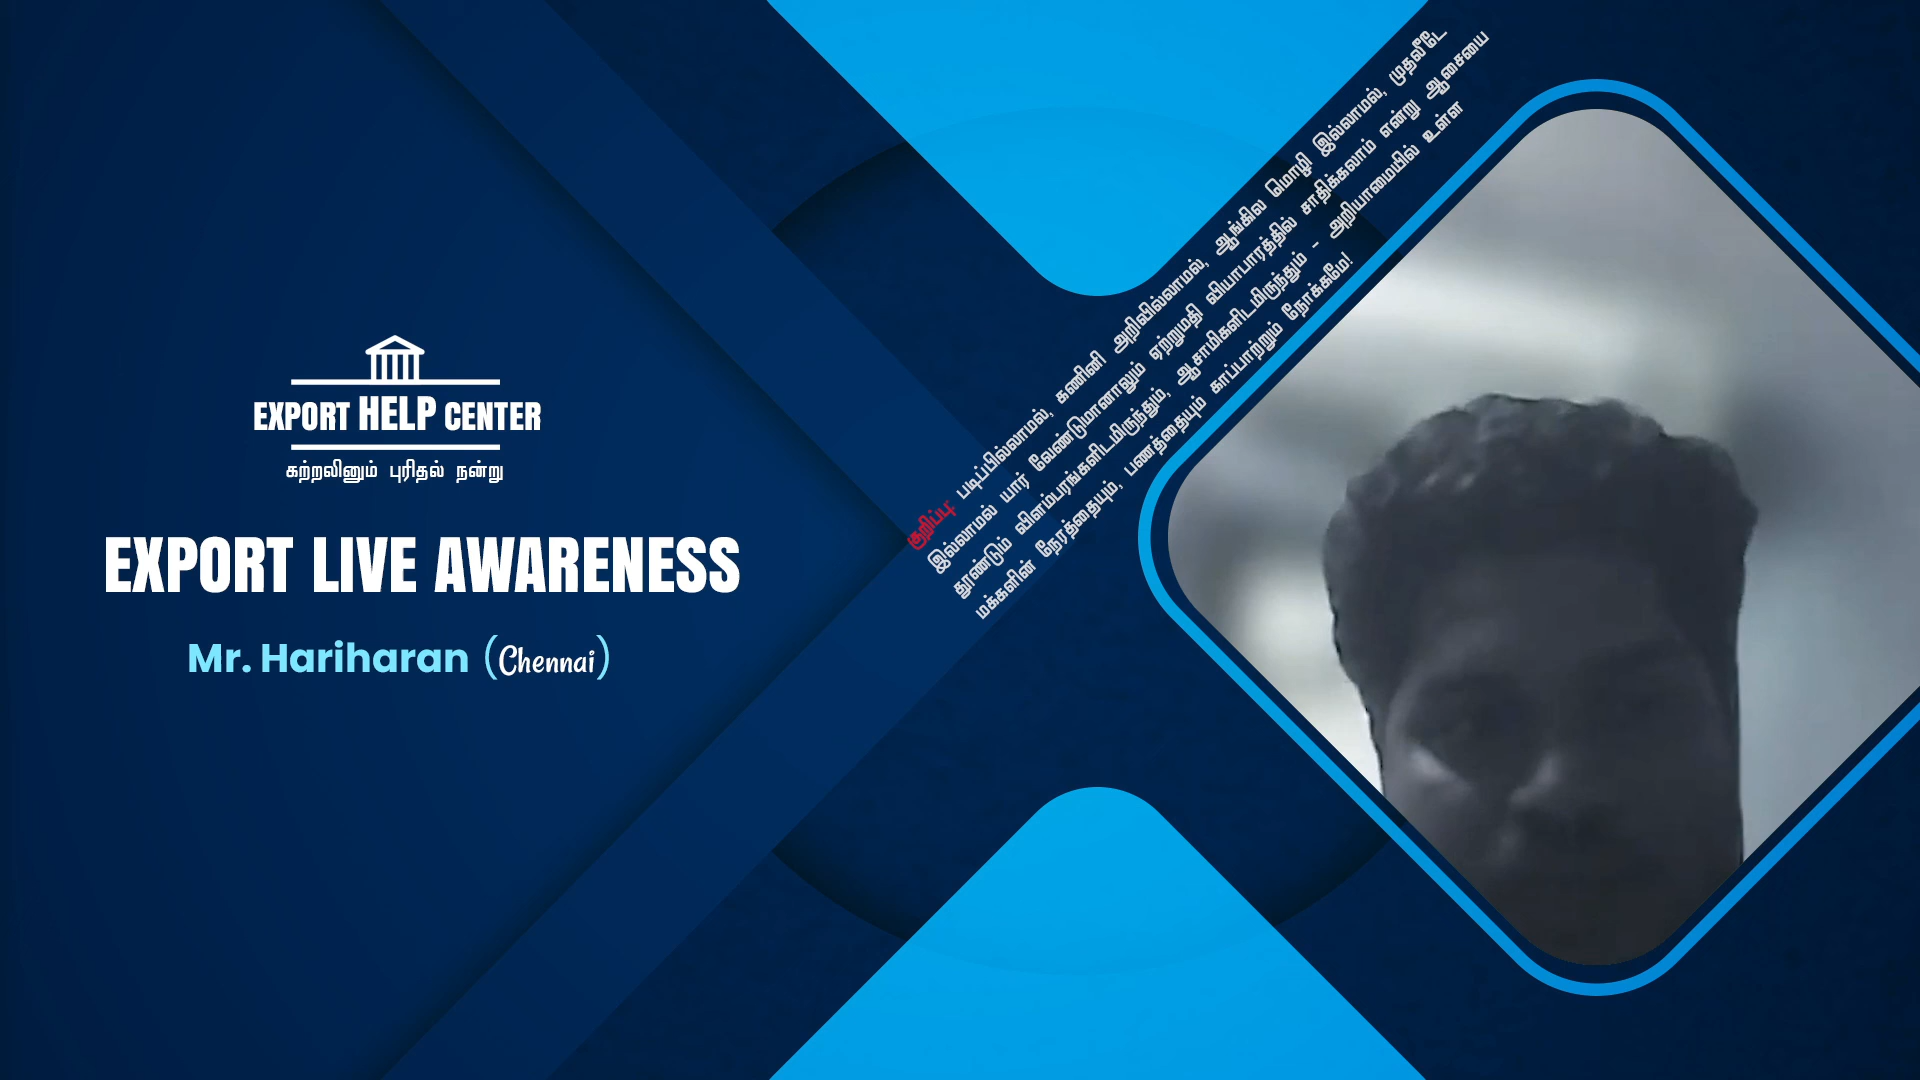 EXPORT HELP CENTER
கற்றலினும் புரிதல் நன்று
EXPORT LIVE AWARENESS
Mr. Hariharan (Chennai)
குறிப்பு: படிப்பில்லாமல், கணினி அறிவில்லாமல், ஆங்கில மொழி இல்லாமல், முதலீடே
இல்லாமல் யார் வேண்டுமானாலும் ஏற்றுமதி வியாபாரத்தில் சாதிக்கலாம் என்று ஆசையை
தூண்டும் விளம்பரங்களிடமிருந்தும், ஆசாமிகளிடமிருந்தும் - அறியாமையில் உள்ள
மக்களின் நேரத்தையும், பணத்தையும் காப்பாற்றும் நோக்கமே!